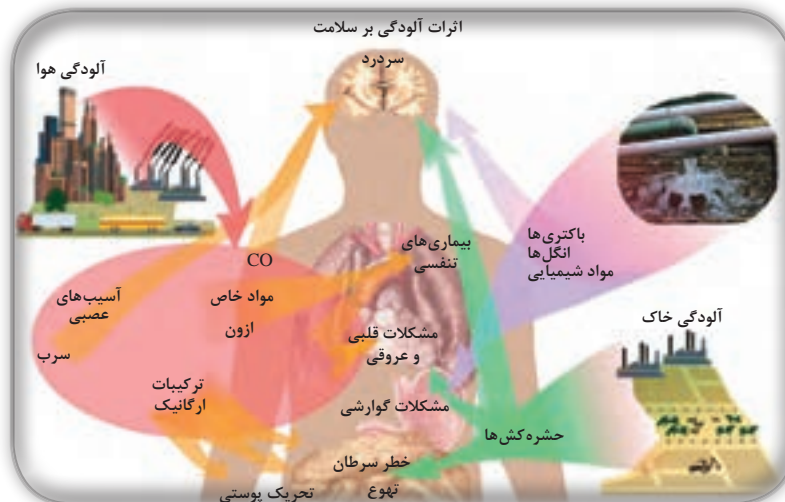 اثرات آلودگی بر سلامت
سردرد
آلودگی هوا
باکتری‌ها
انگل‌ها
مواد شیمیایی
بیماری‌های
تنفسی
CO
مواد خاص
ازون
آسیب‌های
عصبی
سرب
مشکلات قلبی
و عروقی
آلودگی خاک
ترکیبات
ارگانیک
مشکلات گوارشی
حشره‌کش‌ها
خطر سرطان
تهوع
تحریک پوستی